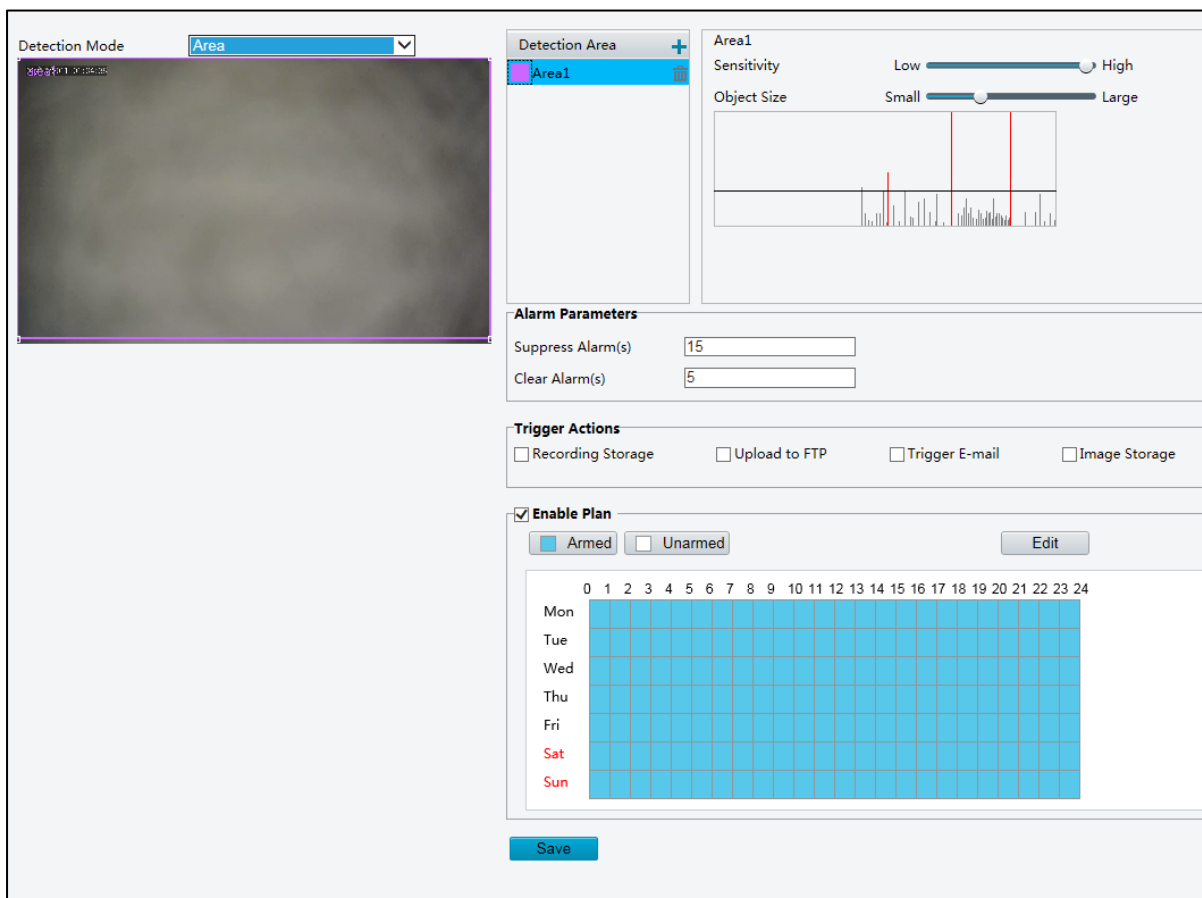 Detection Mode
Area
Detection Area
Area1
Area1
Sensitivity
Low
High
Object Size
Small
Large
Alarm Parameters
Suppress Alarm(s)
15
Clear Alarm(s)
5
Trigger Actions
Recording Storage
Upload to FTP
Trigger E-mail
Image Storage
Enable Plan
Armed
Unarmed
Edit
0 1 2 3 4 5 6 7 8 9 10 11 12 13 14 15 16 17 18 19 20 21 22 23 24
Mon
Tue
Wed
Thu
Fri
Sat
Sun
Save